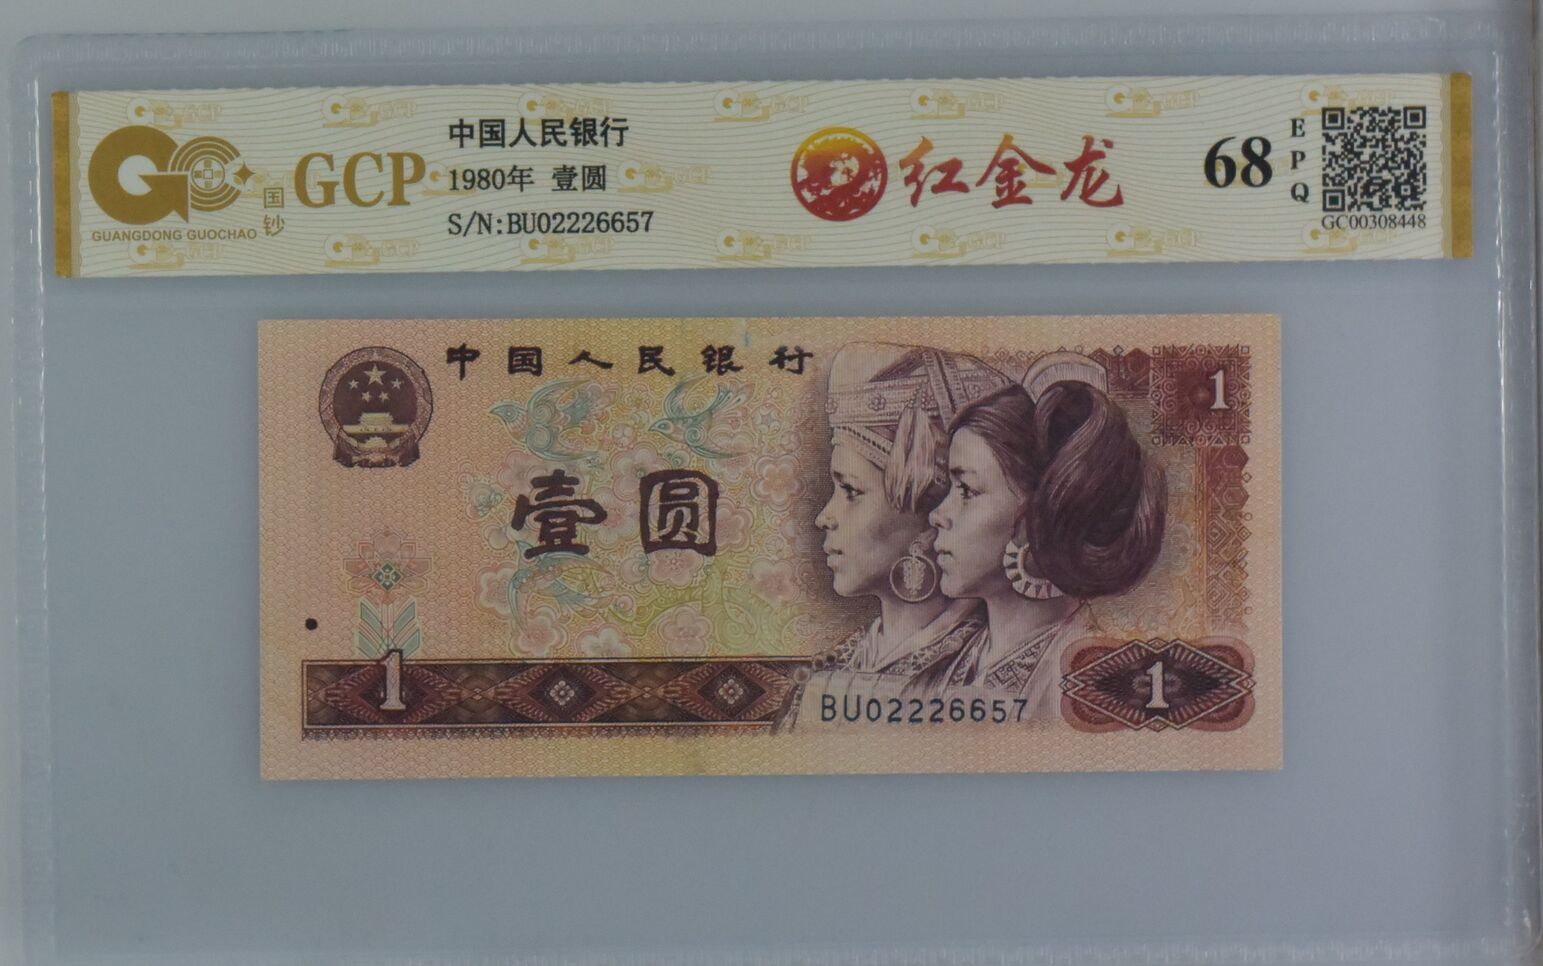 GUANGDONG GUOCHAO
国钞
GCP
中国人民银行
1980年 壹圆
S/N:BU02226657
红金龙
68
EPQ
GC00308448
中国人民银行
1
壹圆
1
BU02226657
1